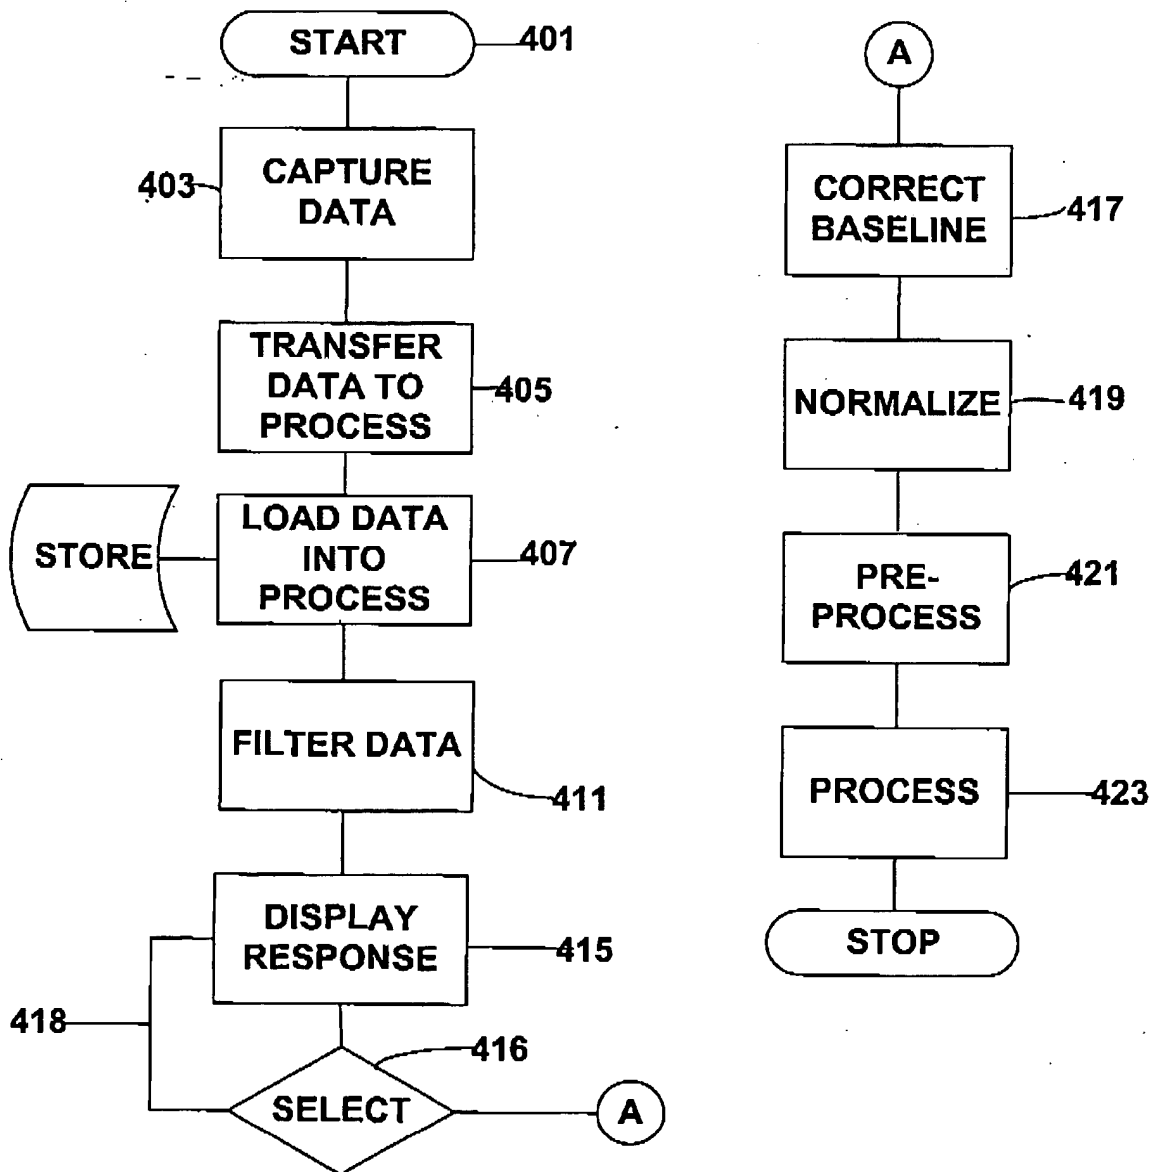 START
401
CAPTURE
DATA
403
TRANSFER
DATA TO
PROCESS
405
STORE
LOAD DATA
INTO
PROCESS
407
FILTER DATA
411
DISPLAY
RESPONSE
415
418
416
SELECT
A
A
CORRECT
BASELINE
417
NORMALIZE
419
PRE-
PROCESS
421
PROCESS
423
STOP